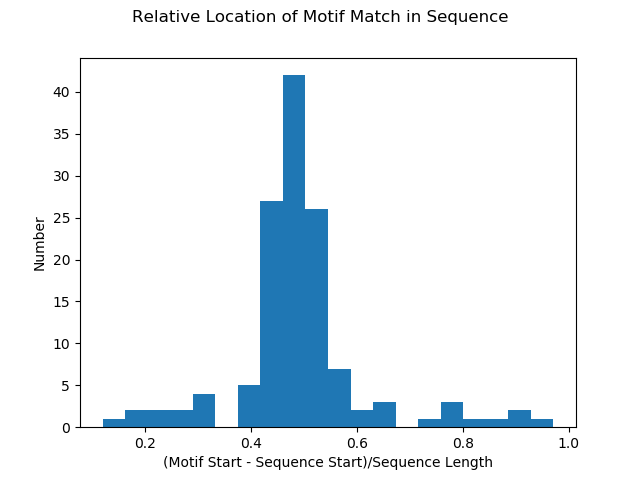 Relative Location of Motif Match in Sequence
40
35
30
25
20
15
10
5
0
Number
0.2 0.4 0.6 0.8 1.0
(Motif Start - Sequence Start)/Sequence Length